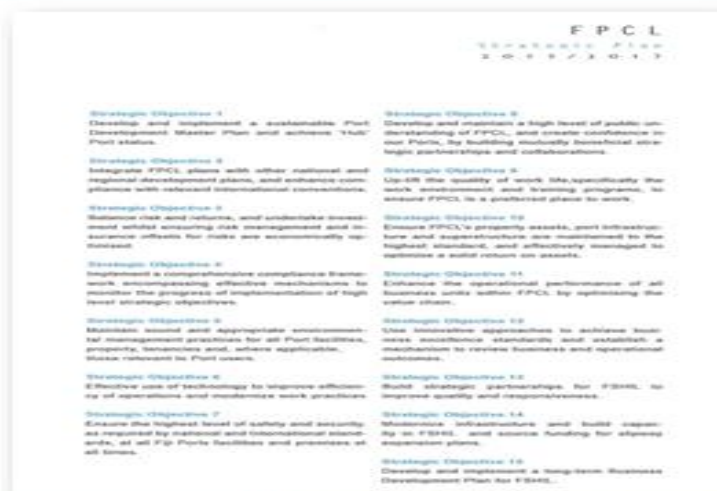 F P C L
Strategic Plan
Strategic Objective 1
Develop and implement a sustainable Port
Development Master Plan and achieve 'Hub'
Port status.
Strategic Objective 2
Integrate FPCL plans with other national and
regional development plans, and enhance com-
pliance with relevant international conventions.
Strategic Objective 3
Balance risk and returns, and undertake invest-
ment whilst ensuring risk management and in-
surance offsets for risks are economically op-
timised
Strategic Objective 4
Implement a comprehensive compliance frame-
work encompassing effective mechanisms to
monitor the progress of implementation of high
level strategic objectives.
Strategic Objective 5
Maintain sound and appropriate environmen-
tal management practices for all Port facilities,
property, tenancies and, where applicable,
those relevant to Port users.
Strategic Objective 6
Effective use of technology to improve efficien-
cy of operations and modernize work practices
Strategic Objective 7
Ensure the highest level of safety and security,
as required by national and international stand-
ards, at all Fiji Ports facilities and premises at
all times.
Strategic Objective 8
Develop and maintain a high level of public un-
derstanding of FPCL, and create confidence in
our Ports, by building mutually beneficial stra-
tegic partnerships and collaborations.
Strategic Objective 9
Up-lift the quality of work life,specifically the
work environment and training programs, to
ensure FPCL is a preferred place to work.
Strategic Objective 10
Ensure FPCL's property assets, port infrastruc-
ture and superstructure are maintained to the
highest standard, and effectively managed to
optimise a solid return on assets.
Strategic Objective 11
Enhance the operational performance of all
business units within FPCL by optimising the
value chain.
Strategic Objective 12
Use innovative approaches to achieve busi-
ness excellence standards and establish a
mechanism to review business and operational
outcomes.
Strategic Objective 13
Build strategic partnerships for FSHIL to
improve quality and responsiveness.
Strategic Objective 14
Modernize infrastructure and build capac-
ity in FSHIL and source funding for slipway
expansion plans.
Strategic Objective 15
Develop and implement a long-term Business
Development Plan for FSHIL.